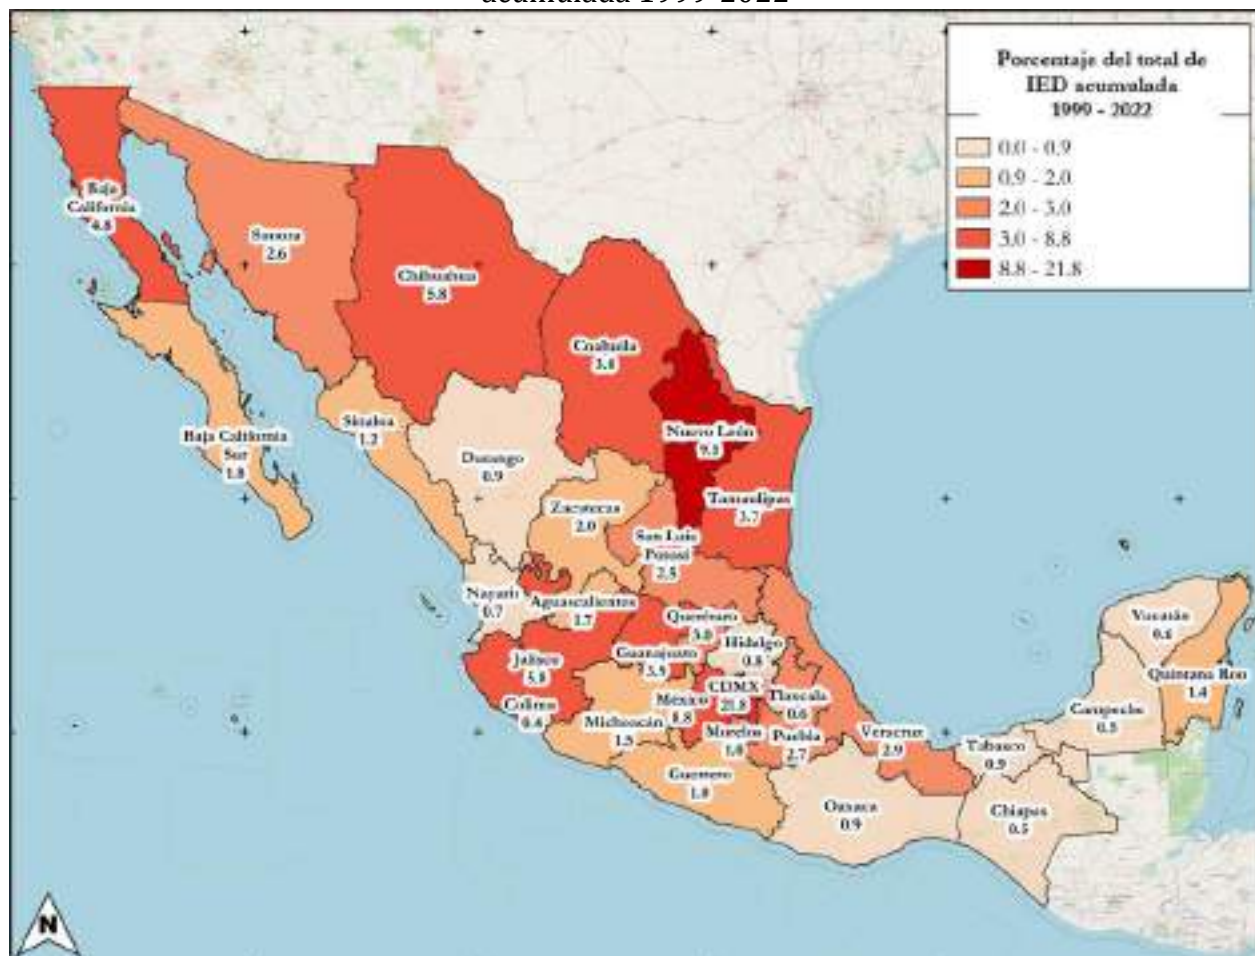 acumulada 1999-2022
Porcentaje del total de
IED acumulada
1999 - 2022
0.0 - 0.9
0.9 - 2.0
2.0 - 3.0
3.0 - 8.8
8.8 - 21.8
Baja
California
Sonora
2.6
Chihuahua
5.8
Coahuila
Nuevo León
Tamaulipas
3.7
Baja California
Sur
1.8
Sinaloa
1.2
Durango
0.9
Zacatecas
2.0
San Luis
Potosí
2.5
Nayarit
0.7
Aguascalientes
1.7
Querétaro
3.0
Hidalgo
0.8
Jalisco
Guanajuato
3.5
Colima
México
8.8
CDMX
21.8
Tlaxcala
0.6
Michoacán
1.5
Morelos
Puebla
2.7
Veracruz
2.9
Guerrero
Oaxaca
0.9
Tabasco
0.9
Chiapas
0.5
Campeche
0.5
Yucatán
Quintana Roo
1.4
N